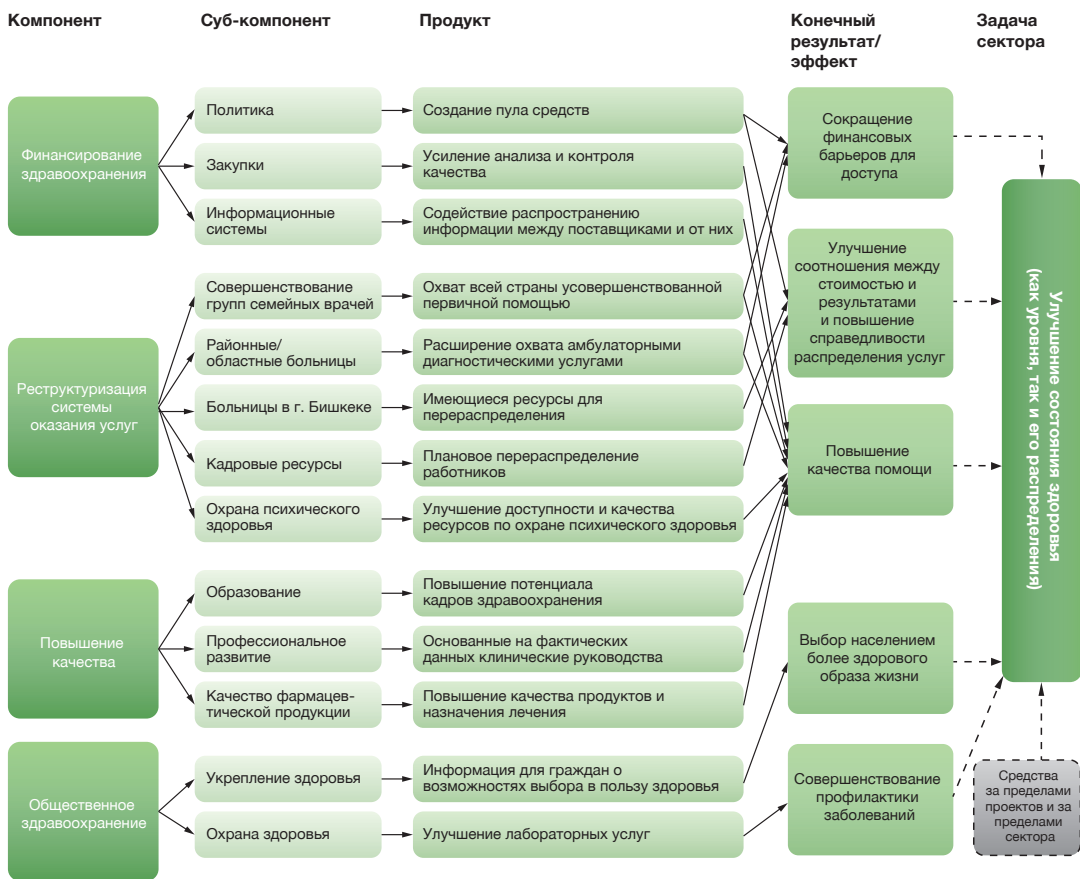 Компонент
Суб-компонент
Продукт
Конечный
результат/
эффект
Задача
сектора
Финансирование
здравоохранения
Политика
Создание пула средств
Закупки
Усиление анализа и контроля
качества
Информационные
системы
Содействие распространению
информации между поставщиками и от них
Реструктуризация
системы
оказания услуг
Совершенствование
групп семейных врачей
Охват всей страны усовершенствованной
первичной помощью
Районные/
областные больницы
Расширение охвата амбулаторными
диагностическими услугами
Больницы в г. Бишкеке
Имеющиеся ресурсы для
перераспределения
Кадровые ресурсы
Плановое перераспределение
работников
Охрана психического
здоровья
Улучшение доступности и качества
ресурсов по охране психического здоровья
Повышение
качества
Образование
Повышение потенциала
кадров здравоохранения
Профессиональное
развитие
Основанные на фактических
данных клинические руководства
Качество фармацев-
тической продукции
Повышение качества продуктов и
назначения лечения
Общественное
здравоохранение
Укрепление здоровья
Информация для граждан о
возможностях выбора в пользу здоровья
Охрана здоровья
Улучшение лабораторных услуг
Сокращение
финансовых
барьеров для
доступа
Улучшение
соотношения между
стоимостью и
результатами
и повышение
справедливости
распределения услуг
Повышение
качества помощи
Выбор населением
более здорового
образа жизни
Совершенствование
профилактики
заболеваний
Улучшение состояния здоровья
(как уровня, так и его распределения)
Средства
за пределами
проектов и за
пределами
сектора